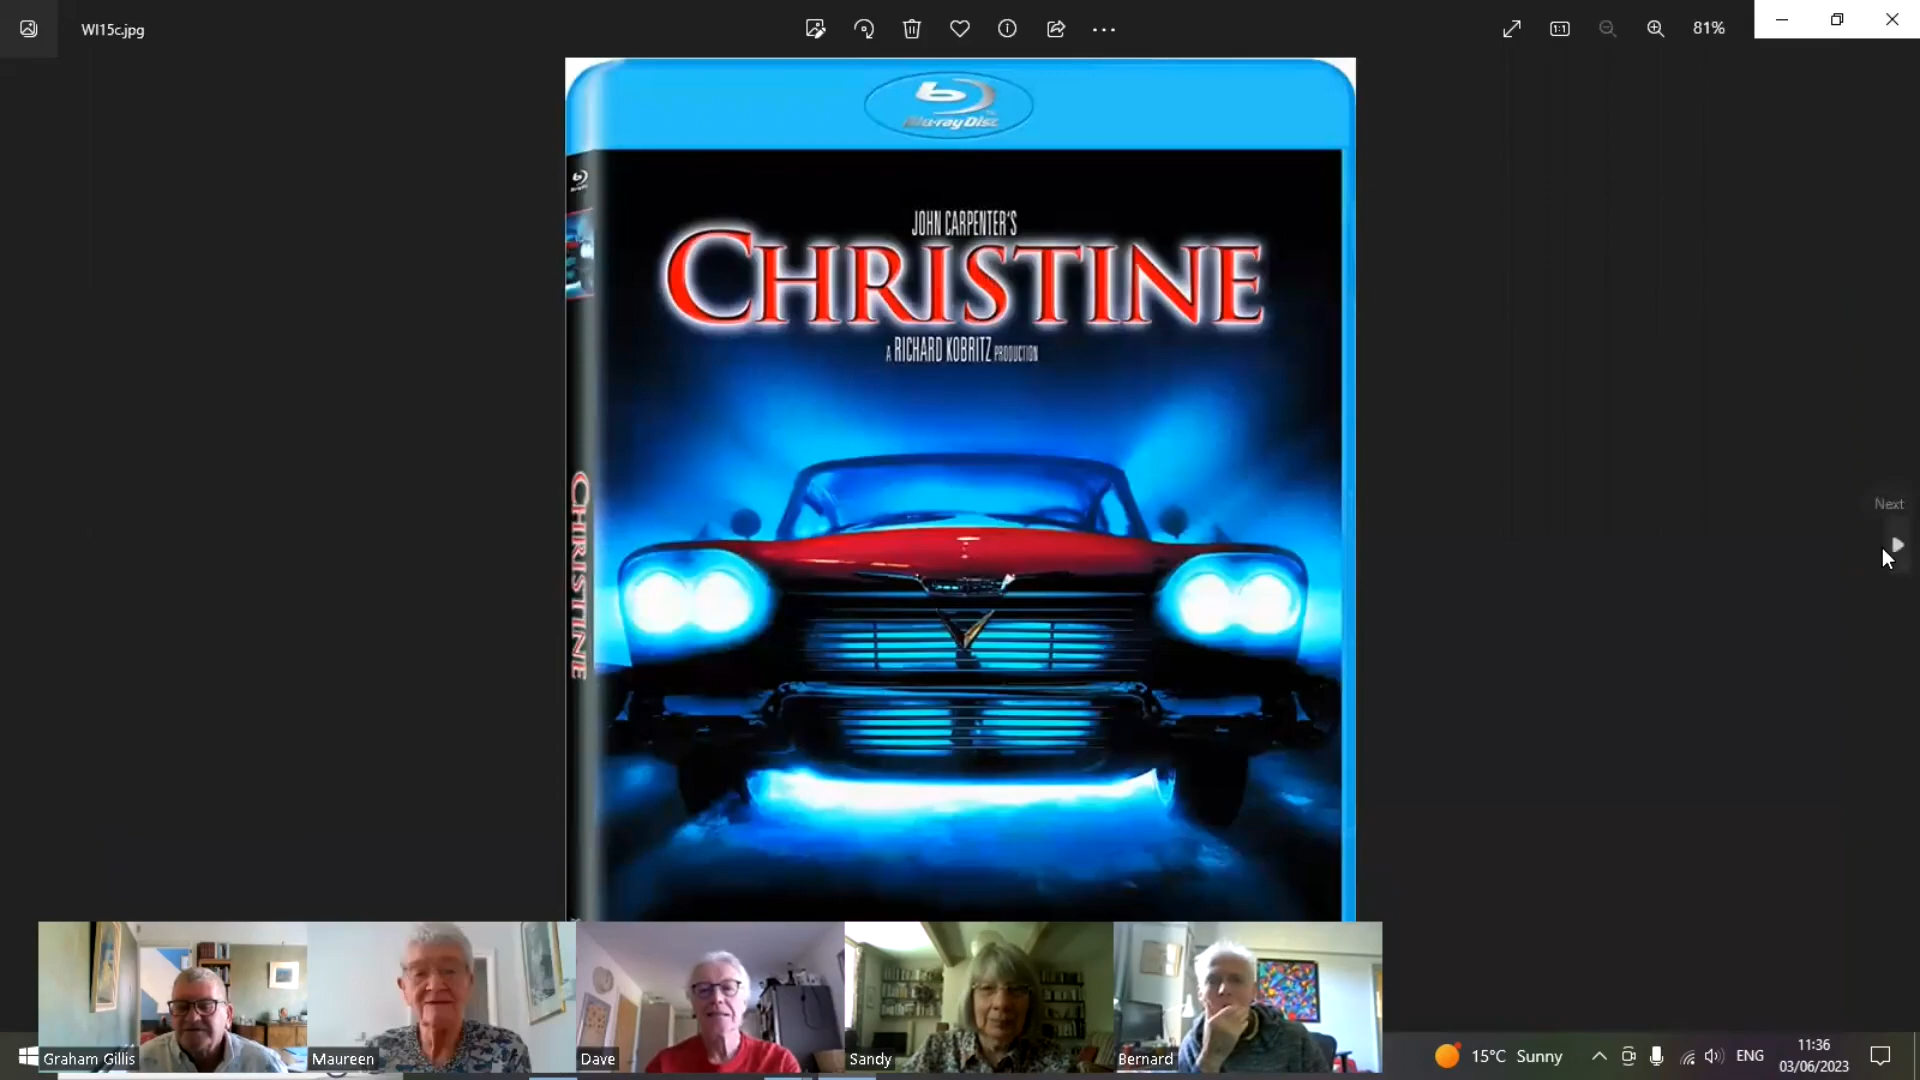 WI15c.jpg
81%
Blu-ray Disc
JOHN CARPENTER'S
CHRISTINE
A RICHARD KOBRITZ PRODUCTION
CHRISTINE
Next
Graham Gillis
Maureen
Dave
Sandy
Bernard
15°C Sunny
ENG
11:36
03/06/2023